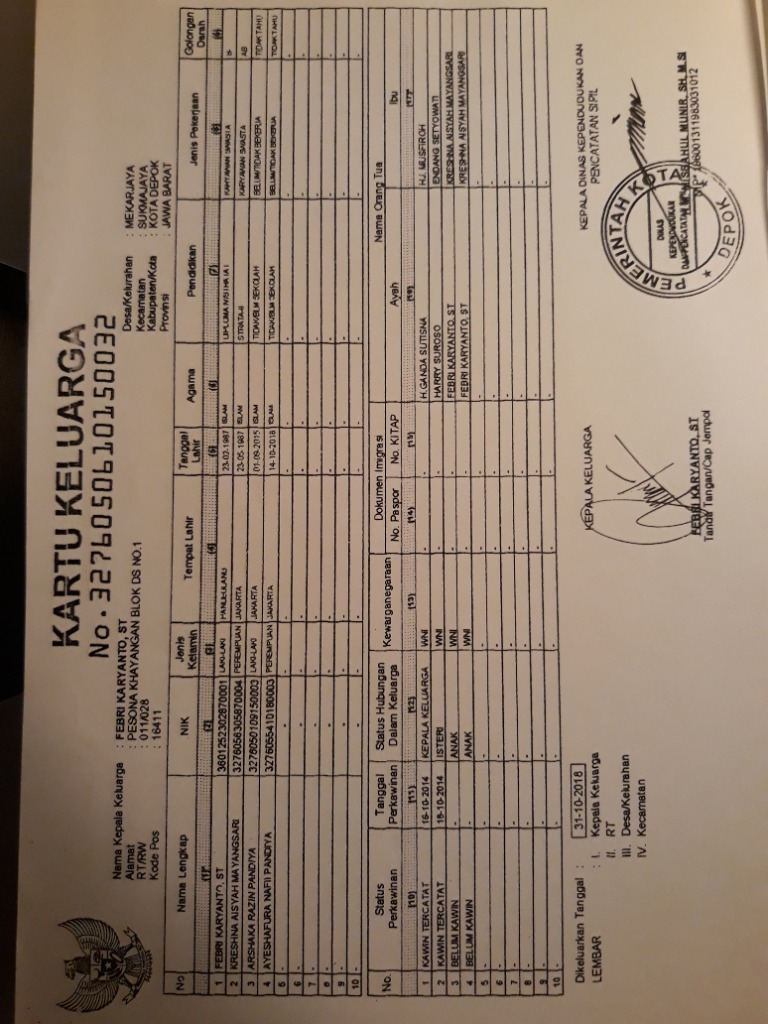 KARTU KELUARGA
No. 3276050610150032
Nama Kepala Keluarga : FEBRI KARYANTO, ST
Alamat : PESONA KHAYANGAN BLOK DS NO.1
RT/RW : 011/028
Kode Pos : 16411
Desa/Kelurahan : MEKARJAYA
Kecamatan : SUKMAJAYA
Kabupaten/Kota : KOTA DEPOK
Provinsi : JAWA BARAT
No Nama Lengkap NIK Jenis Kelamin Tempat Lahir Tanggal Lahir Agama Pendidikan Jenis Pekerjaan Golongan Darah
(1) (2) (3) (4) (5) (6) (7) (8) (9)
1 FEBRI KARYANTO, ST 3601252302870001 LAKI-LAKI 23-02-1987 ISLAM KARYAWAN SWASTA
2 KRESHNA AISYAH MAYANGSARI 3276056305870004 PEREMPUAN JAKARTA 23-05-1987 ISLAM STRATA-II KARYAWAN SWASTA AB
3 ARSHAKA RAZIN PANDIYA 3276050109150003 LAKI-LAKI JAKARTA 01-09-2015 ISLAM TIDAK/BLM SEKOLAH BELUM/TIDAK BEKERJA TIDAK TAHU
4 AYESHAFURA NAFII PANDIYA 3276055410180003 PEREMPUAN JAKARTA 14-10-2018 ISLAM TIDAK/BLM SEKOLAH BELUM/TIDAK BEKERJA TIDAK TAHU
5 - - - - - - - - -
6 - - - - - - - - -
7 - - - - - - - - -
8 - - - - - - - - -
9 - - - - - - - - -
10 - - - - - - - - -
No. Status Perkawinan Tanggal Perkawinan Status Hubungan Dalam Keluarga Kewarganegaraan Dokumen Imigrasi Nama Orang Tua
No. Paspor No. KITAP Ayah Ibu
(10) (11) (12) (13) (14) (15) (16) (17)
1 KAWIN TERCATAT 18-10-2014 KEPALA KELUARGA WNI - - H.GANDA SUTISNA HJ. MUSFIROH
2 KAWIN TERCATAT 18-10-2014 ISTERI WNI - - HARRY SUROSO ENDANG SETYOWATI
3 BELUM KAWIN - ANAK WNI - - FEBRI KARYANTO, ST KRESHNA AISYAH MAYANGSARI
4 BELUM KAWIN - ANAK WNI - - FEBRI KARYANTO, ST KRESHNA AISYAH MAYANGSARI
5 - - - - - - - -
6 - - - - - - - -
7 - - - - - - - -
8 - - - - - - - -
9 - - - - - - - -
10 - - - - - - - -
Dikeluarkan Tanggal : 31-10-2018
LEMBAR : I. Kepala Keluarga
II. RT
III. Desa/Kelurahan
IV. Kecamatan
KEPALA KELUARGA
FEBRI KARYANTO, ST
Tanda Tangan/Cap Jempol
KEPALA DINAS KEPENDUDUKAN DAN
PENCATATAN SIPIL
PEMERINTAH KOTA
DINAS
KEPENDUDUKAN
DAN PENCATATAN SIPIL
DEPOK
MUNIR, SH, M.SI